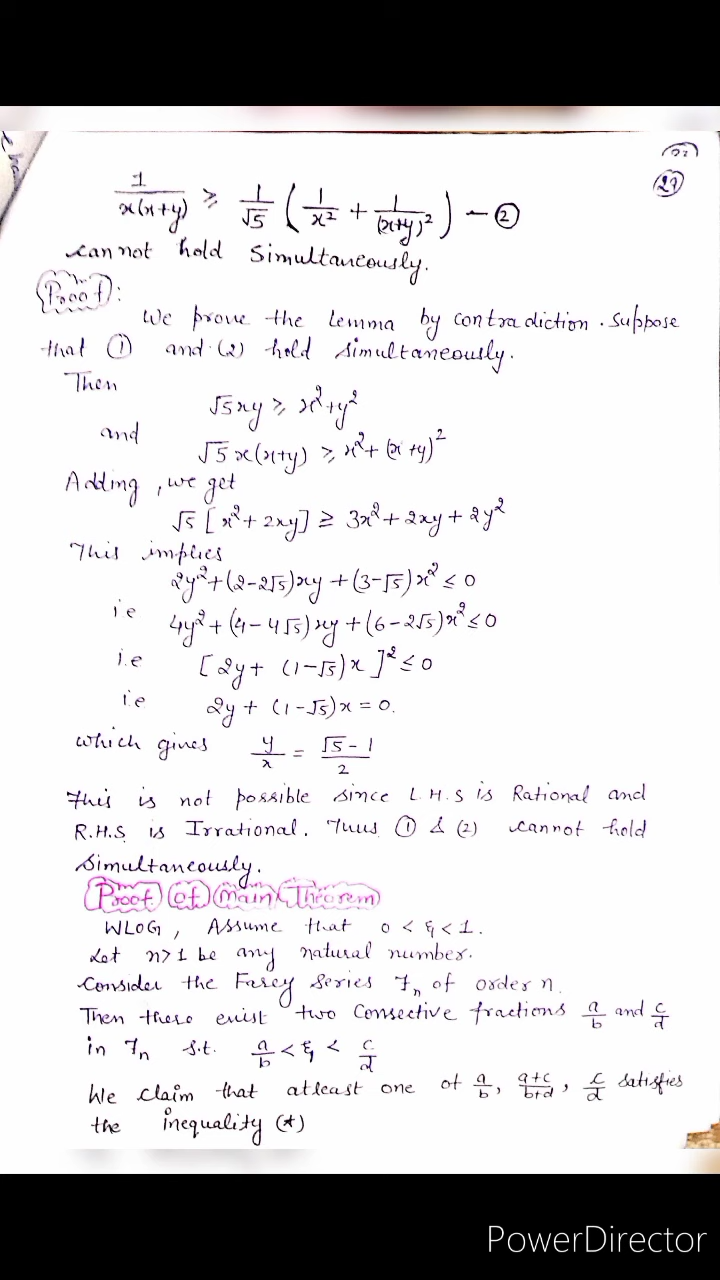 27
(29)
1/(x(x+y)) ≥ 1/√5 (1/x² + 1/(x+y)²) — ②
cannot hold Simultaneously.
Proof:
We prove the Lemma by contradiction. Suppose
that ① and (2) hold simultaneously.
Then
√5xy ≥ x²+y²
and
√5 x(x+y) ≥ x²+ (x+y)²
Adding, we get
√5 [x²+ 2xy] ≥ 3x²+ 2xy + 2y²
This implies
2y²+(2-2√5)xy + (3-√5)x² ≤ 0
i.e 4y²+ (4-4√5)xy + (6-2√5)x² ≤ 0
i.e [2y+ (1-√5)x]² ≤ 0
i.e 2y + (1-√5)x = 0.
which gives y/x = (√5-1)/2
This is not possible since L.H.S is Rational and
R.H.S is Irrational. Thus ① & (2) cannot hold
Simultaneously.
Proof of main Theorem
WLOG, Assume that 0 < ξ < 1.
Let n>1 be any natural number.
Consider the Farey Series Fn of order n.
Then there exist two Consective fractions a/b and c/d
in Fn s.t. a/b < ξ < c/d
We claim that atleast one of a/b, (a+c)/(b+d), c/d satisfies
the inequality (*)
PowerDirector